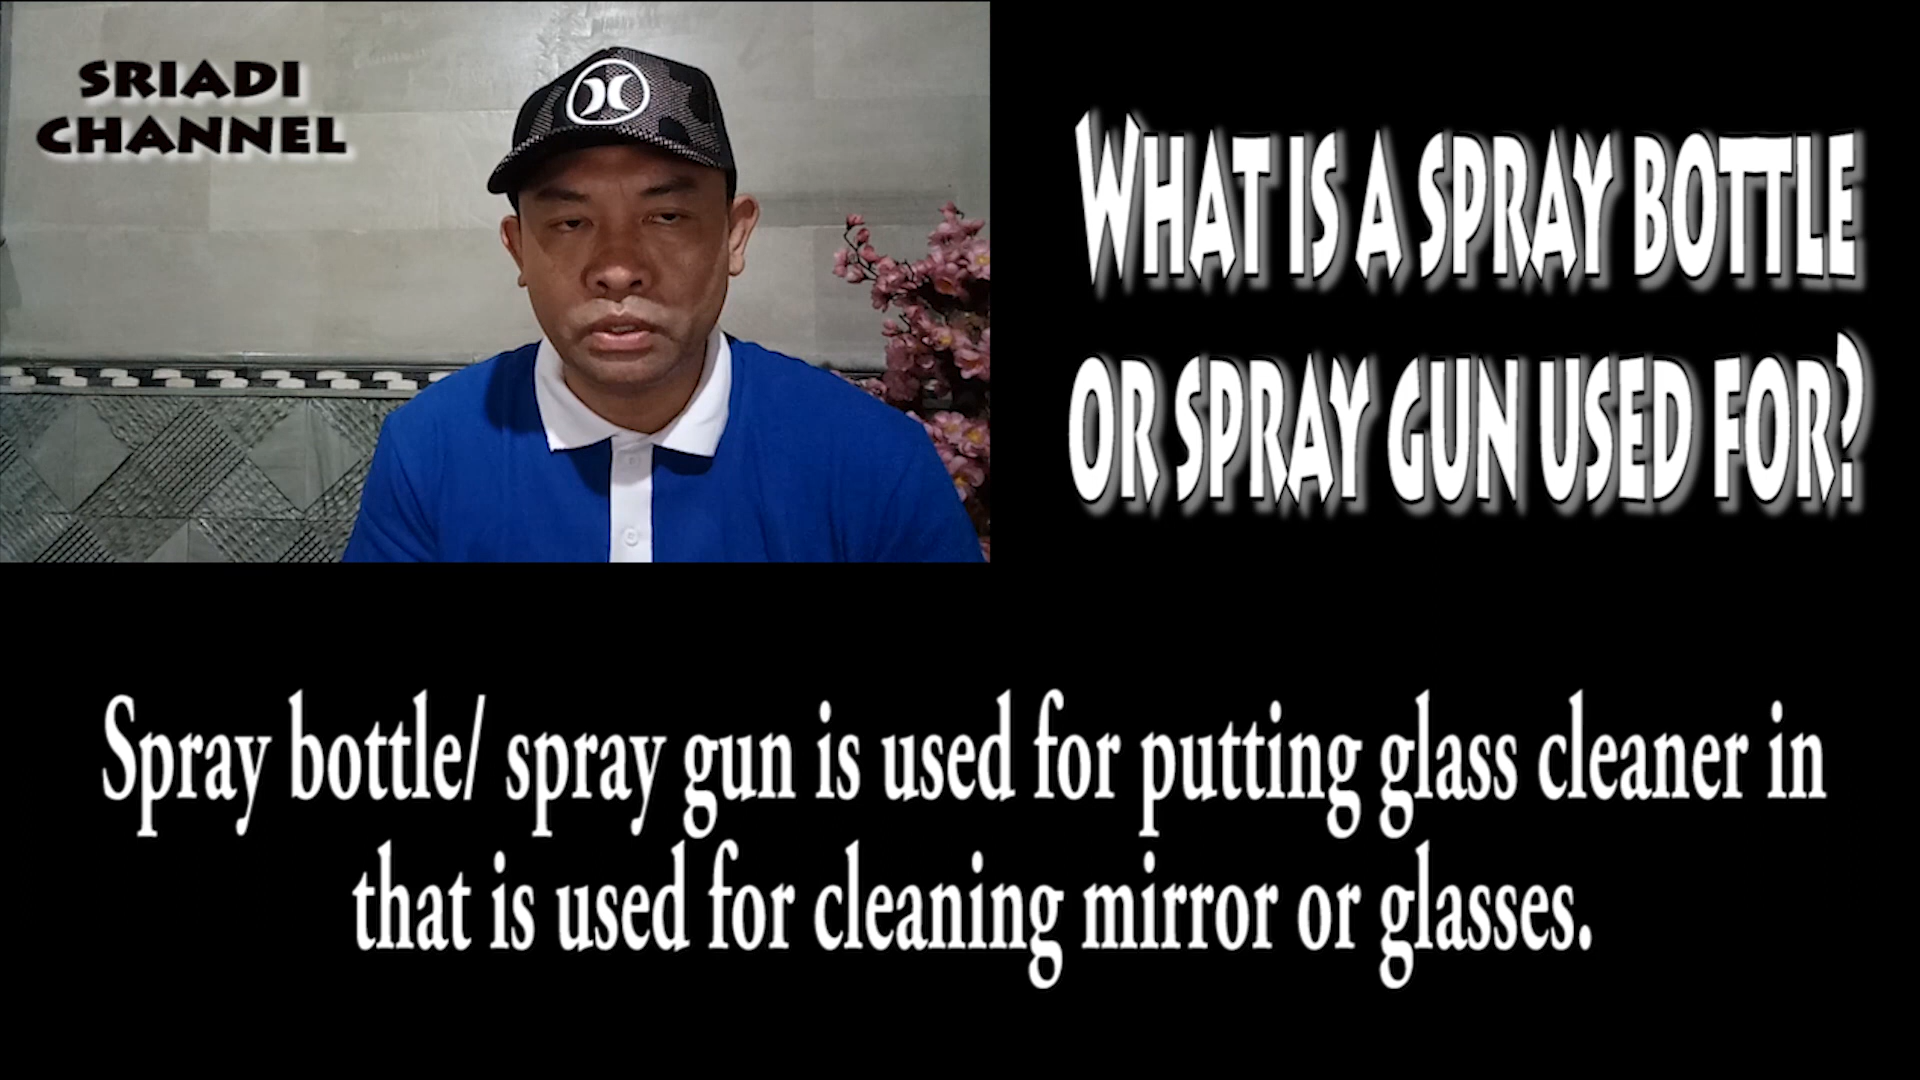 SRIADI
CHANNEL
WHAT IS A SPRAY BOTTLE
OR SPRAY GUN USED FOR?
Spray bottle/ spray gun is used for putting glass cleaner in
that is used for cleaning mirror or glasses.